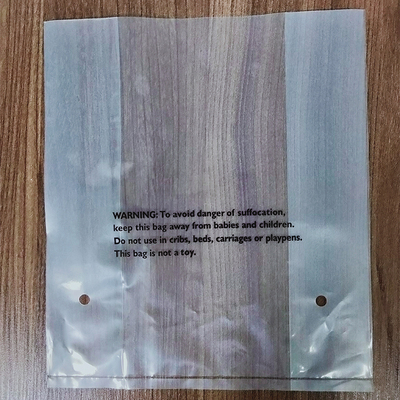 WARNING: To avoid danger of suffocation,
keep this bag away from babies and children.
Do not use in cribs, beds, carriages or playpens.
This bag is not a toy.